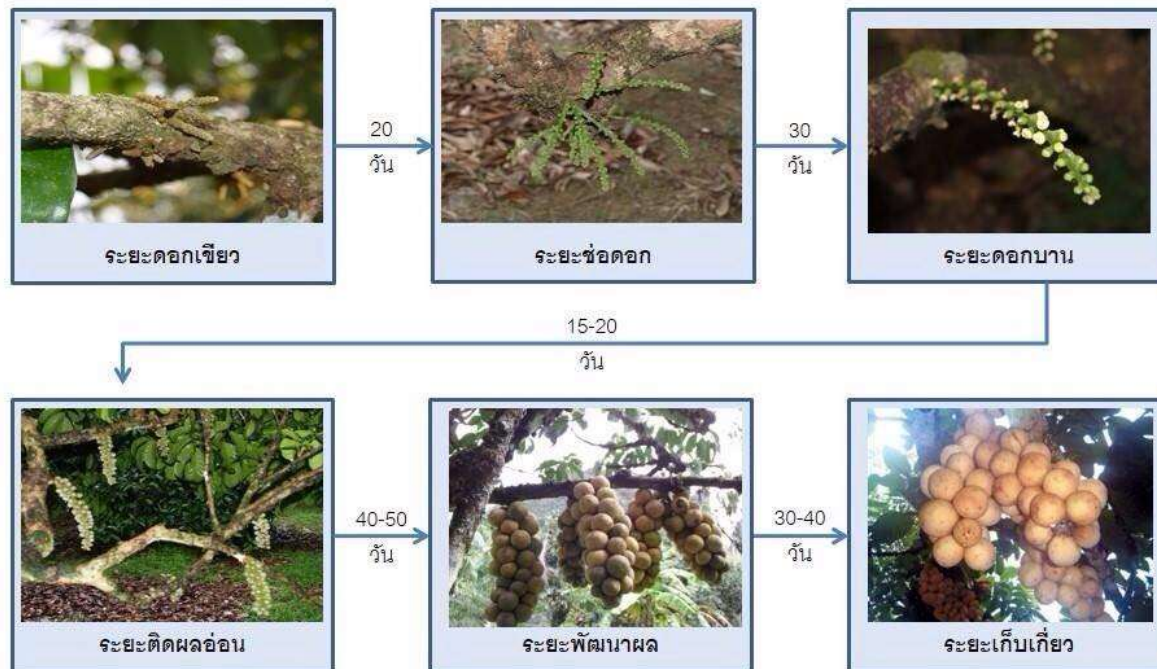 20
วัน
30
วัน
ระยะดอกเขียว
ระยะช่อดอก
ระยะดอกบาน
15-20
วัน
40-50
วัน
30-40
วัน
ระยะติดผลอ่อน
ระยะพัฒนาผล
ระยะเก็บเกี่ยว